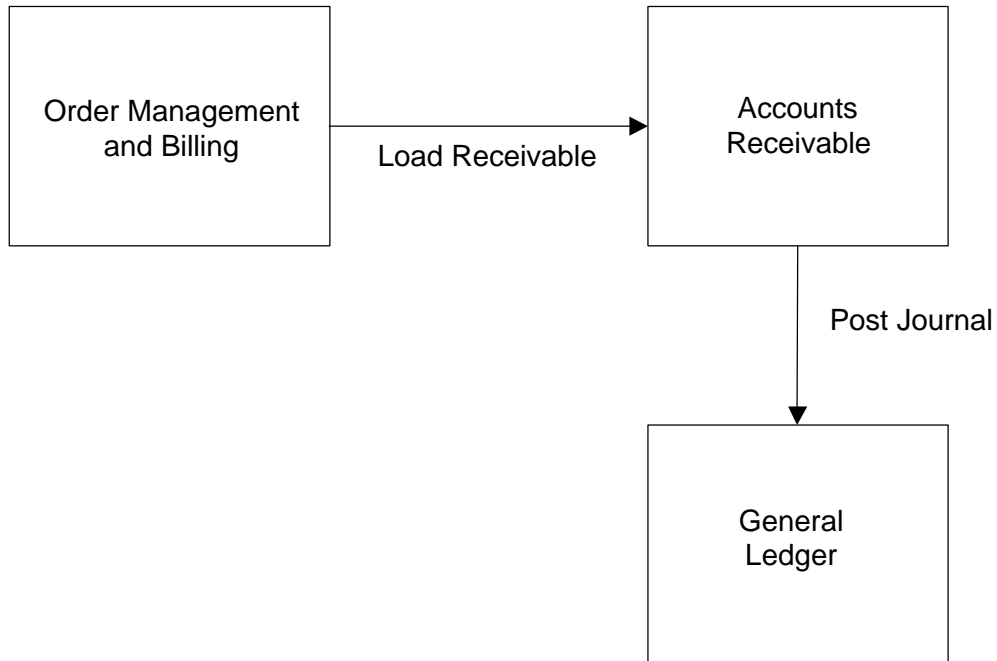 Order Management
and Billing
Load Receivable
Accounts
Receivable
Post Journal
General
Ledger